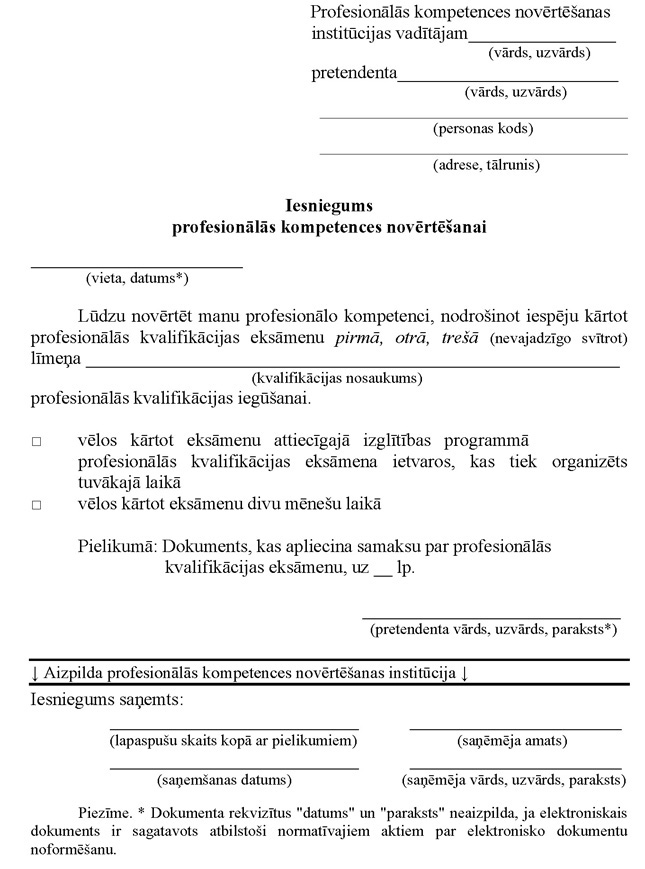 Profesionālās kompetences novērtēšanas
institūcijas vadītājam
(vārds, uzvārds)
pretendenta
(vārds, uzvārds)
(personas kods)
(adrese, tālrunis)
Iesniegums
profesionālās kompetences novērtēšanai
(vieta, datums*)
Lūdzu novērtēt manu profesionālo kompetenci, nodrošinot iespēju kārtot
profesionālās kvalifikācijas eksāmenu pirmā, otrā, trešā (nevajadzīgo svītrot)
līmeņa
(kvalifikācijas nosaukums)
profesionālās kvalifikācijas iegūšanai.
□ vēlos kārtot eksāmenu attiecīgajā izglītības programmā
profesionālās kvalifikācijas eksāmena ietvaros, kas tiek organizēts
tuvākajā laikā
□ vēlos kārtot eksāmenu divu mēnešu laikā
Pielikumā: Dokuments, kas apliecina samaksu par profesionālās
kvalifikācijas eksāmenu, uz __ lp.
(pretendenta vārds, uzvārds, paraksts*)
↓ Aizpilda profesionālās kompetences novērtēšanas institūcija ↓
Iesniegums saņemts:
(lapaspušu skaits kopā ar pielikumiem) (saņēmēja amats)
(saņemšanas datums) (saņēmēja vārds, uzvārds, paraksts)
Piezīme. * Dokumenta rekvizītus "datums" un "paraksts" neaizpilda, ja elektroniskais
dokuments ir sagatavots atbilstoši normatīvajiem aktiem par elektronisko dokumentu
noformēšanu.